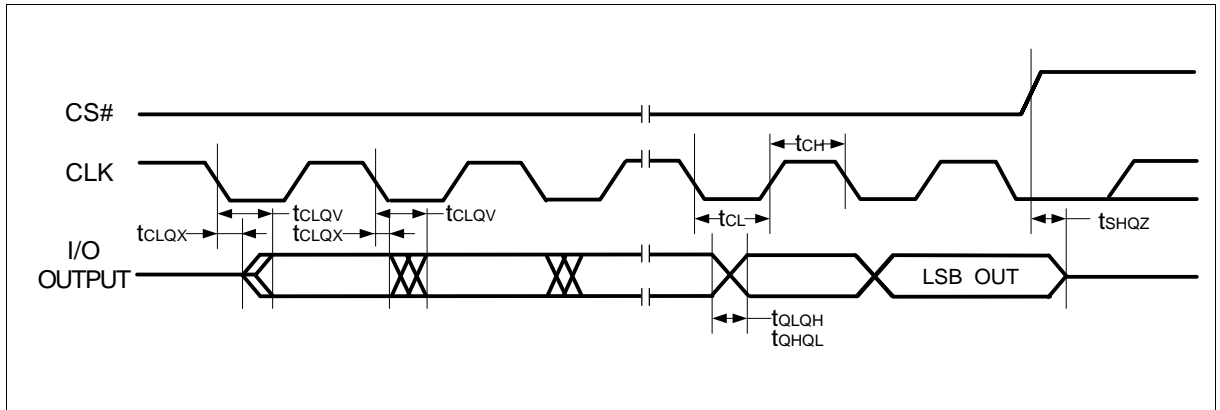 CS#
CLK
tCH
tCLQV
tCLQV
tCLQX
tCLQX
tCL
tSHQZ
I/O
OUTPUT
LSB OUT
tQLQH
tQHQL